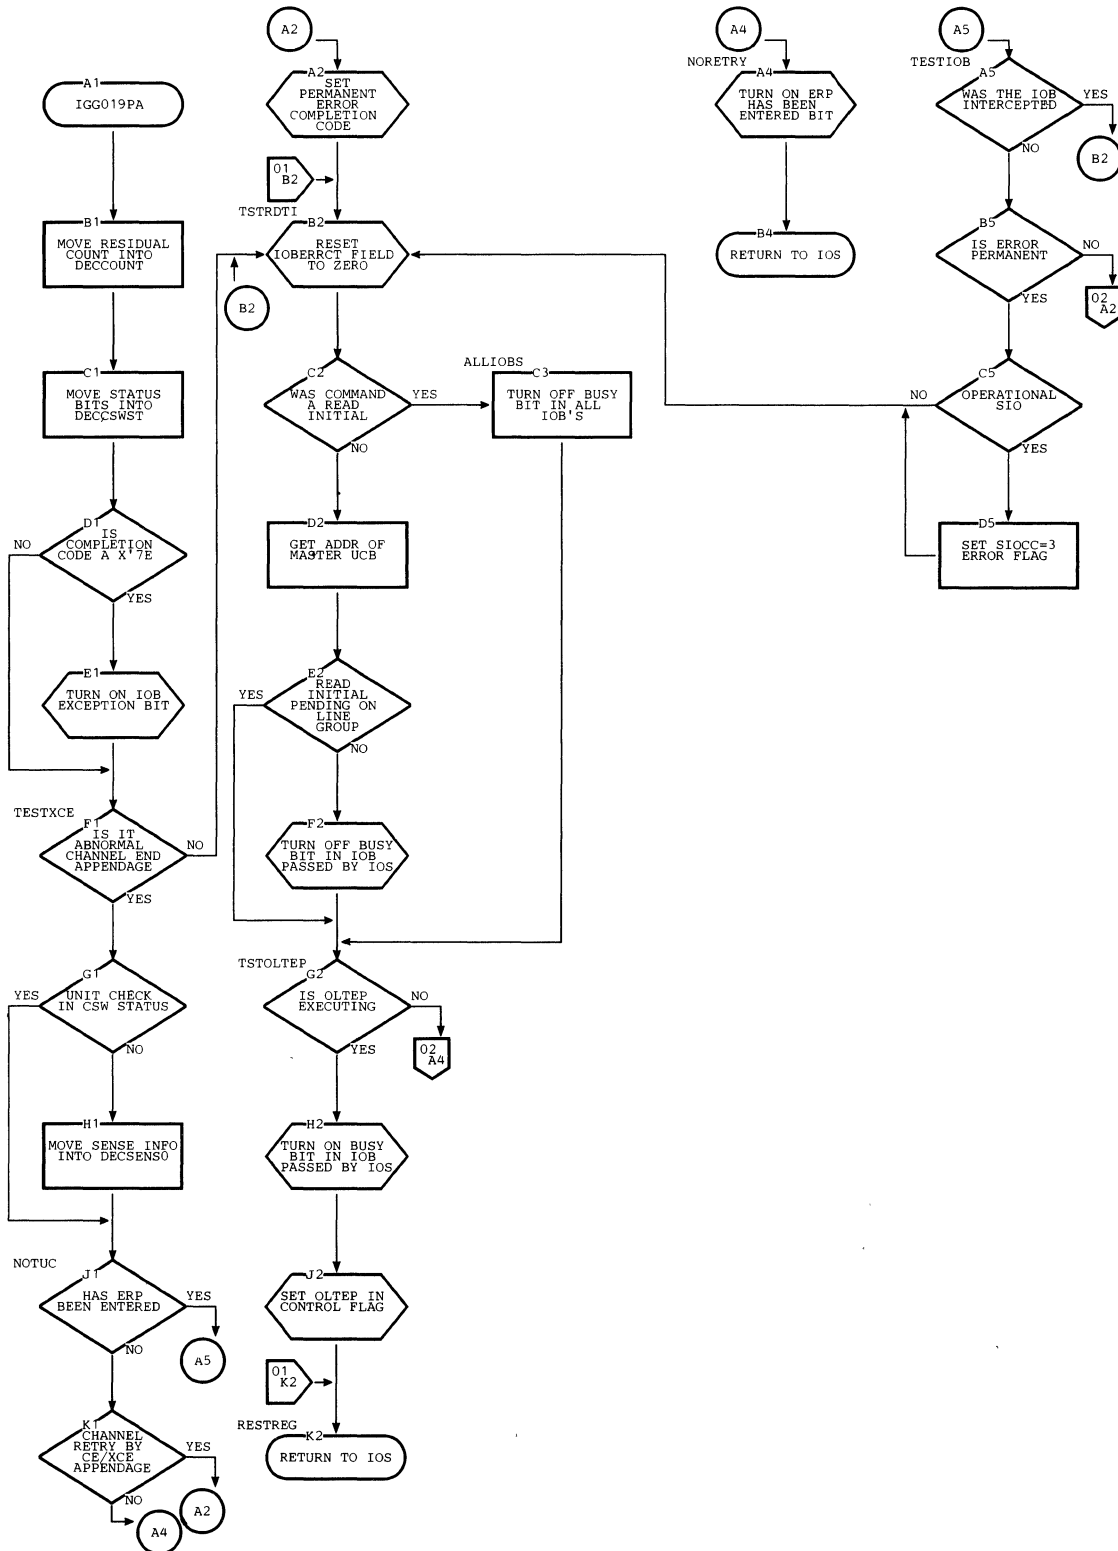 A1
IGG019PA
B1
MOVE RESIDUAL
COUNT INTO
DECCOUNT
C1
MOVE STATUS
BITS INTO
DECCSWST
D1
IS
COMPLETION
CODE A X'7E
NO
YES
E1
TURN ON IOB
EXCEPTION BIT
TESTXCE
F1
IS IT
ABNORMAL
CHANNEL END
APPENDAGE
NO
YES
G1
UNIT CHECK
IN CSW STATUS
YES
NO
H1
MOVE SENSE INFO
INTO DECSENS0
NOTUC
J1
HAS ERP
BEEN ENTERED
YES
A5
NO
K1
CHANNEL
RETRY BY
CE/XCE
APPENDAGE
YES
A2
NO
A4
A2
A2
SET
PERMANENT
ERROR
COMPLETION
CODE
01
B2
TSTRDTI
B2
RESET
IOBERRCT FIELD
TO ZERO
B2
C2
WAS COMMAND
A READ
INITIAL
YES
NO
ALLIOBS
C3
TURN OFF BUSY
BIT IN ALL
IOB'S
D2
GET ADDR OF
MASTER UCB
E2
READ
INITIAL
PENDING ON
LINE
GROUP
YES
NO
F2
TURN OFF BUSY
BIT IN IOB
PASSED BY IOS
TSTOLTEP
G2
IS OLTEP
EXECUTING
NO
02
A4
YES
H2
TURN ON BUSY
BIT IN IOB
PASSED BY IOS
J2
SET OLTEP IN
CONTROL FLAG
01
K2
RESTREG
K2
RETURN TO IOS
A4
NORETRY
A4
TURN ON ERP
HAS BEEN
ENTERED BIT
B4
RETURN TO IOS
A5
TESTIOB
A5
WAS THE IOB
INTERCEPTED
YES
B2
NO
B5
IS ERROR
PERMANENT
NO
02
A2
YES
C5
OPERATIONAL
SIO
NO
YES
D5
SET SIOCC=3
ERROR FLAG